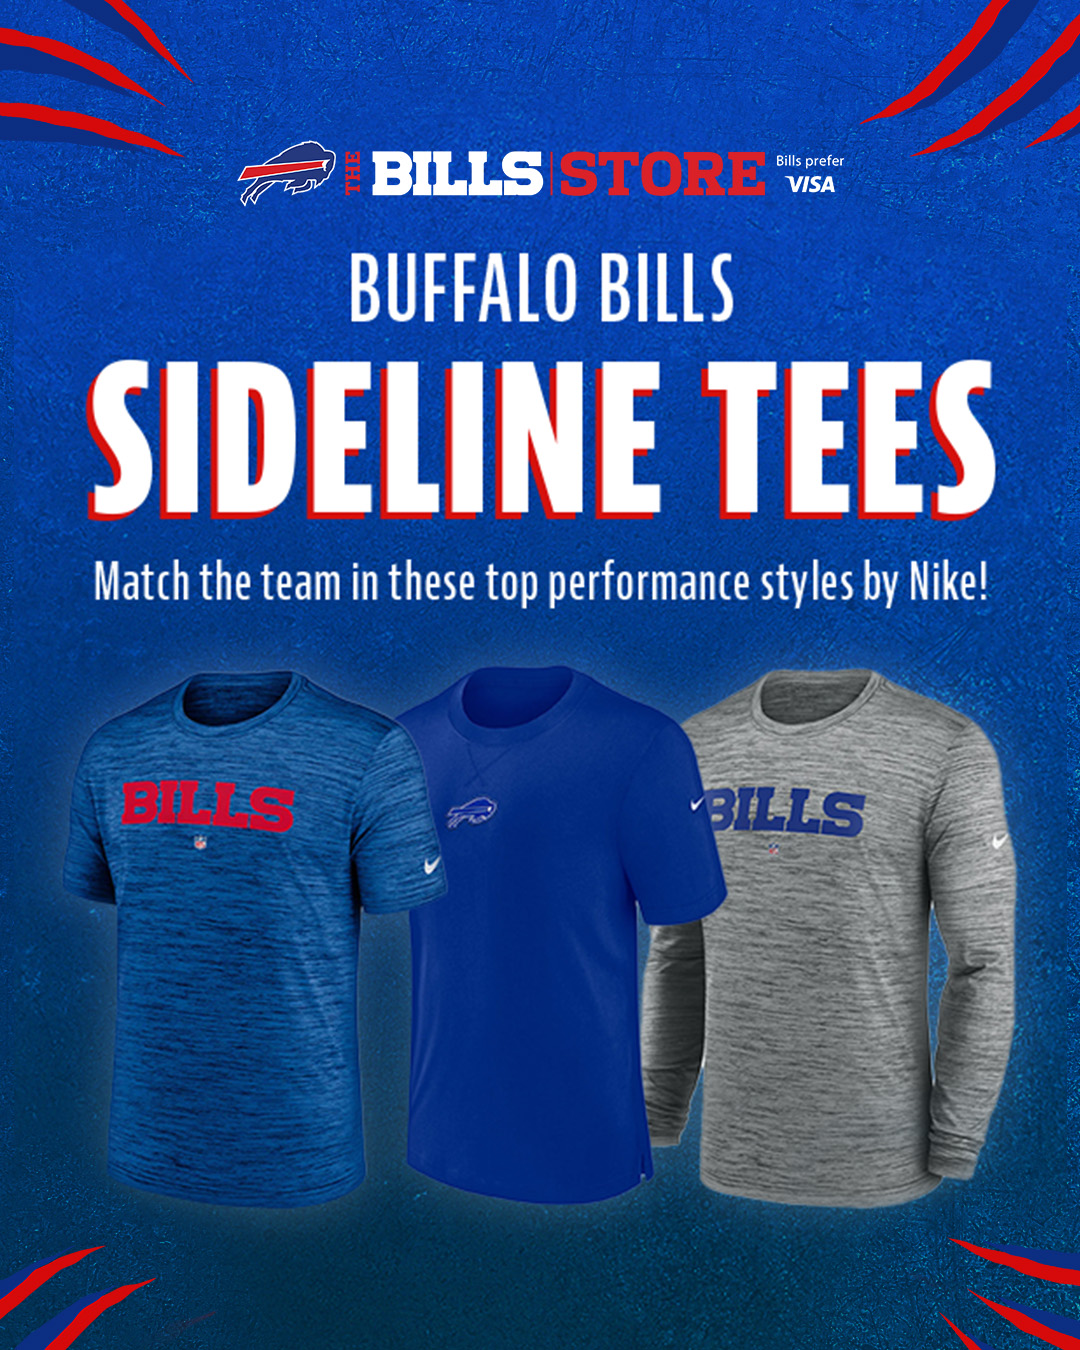 THE BILLS STORE
Bills prefer
VISA
BUFFALO BILLS
SIDELINE TEES
Match the team in these top performance styles by Nike!
BILLS
BILLS